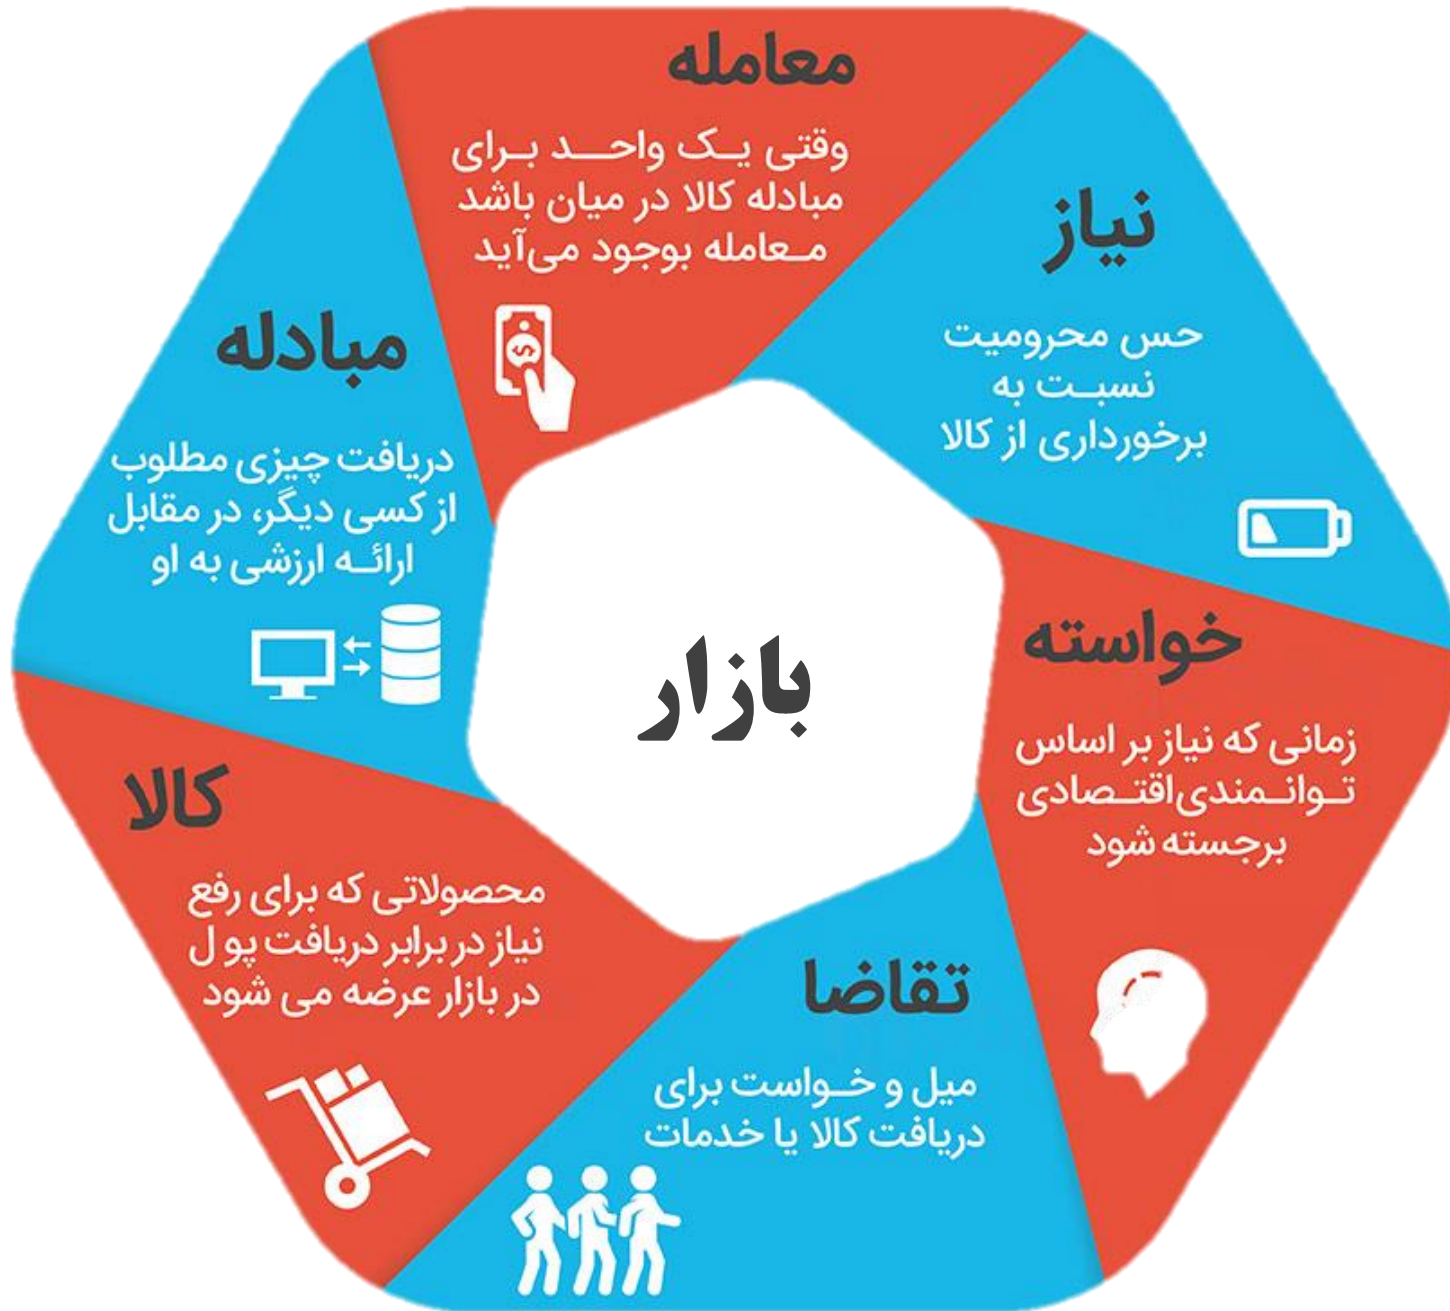 معامله
وقتی یک واحد برای
مبادله کالا در میان باشد
معامله بوجود می‌آید
نیاز
حس محرومیت
نسبت به
برخورداری از کالا
خواسته
زمانی که نیاز بر اساس
توانمندی اقتصادی
برجسته شود
تقاضا
میل و خواست برای
دریافت کالا یا خدمات
کالا
محصولاتی که برای رفع
نیاز در برابر دریافت پول
در بازار عرضه می شود
مبادله
دریافت چیزی مطلوب
از کسی دیگر، در مقابل
ارائه ارزشی به او
بازار